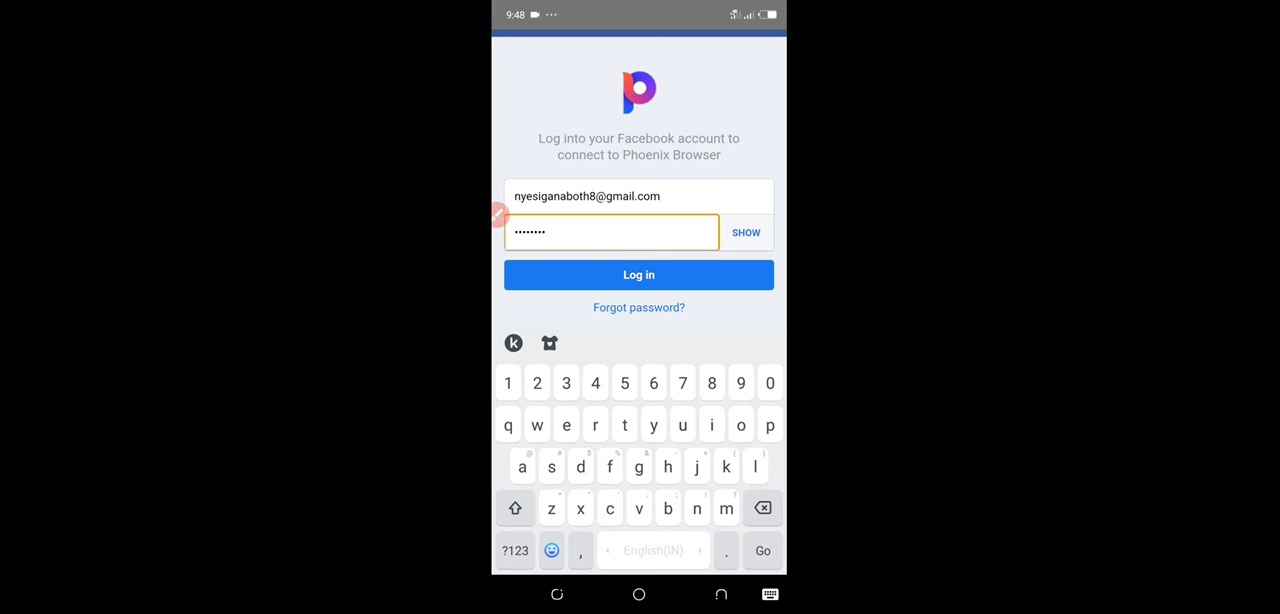 9:48
Log into your Facebook account to
connect to Phoenix Browser
nyesiganaboth8@gmail.com
••••••••
SHOW
Log in
Forgot password?
1 2 3 4 5 6 7 8 9 0
q w e r t y u i o p
@ # $ % & - + ( )
a s d f g h j k l
* " ' : ; ! ?
z x c v b n m
?123 , English(IN) . Go